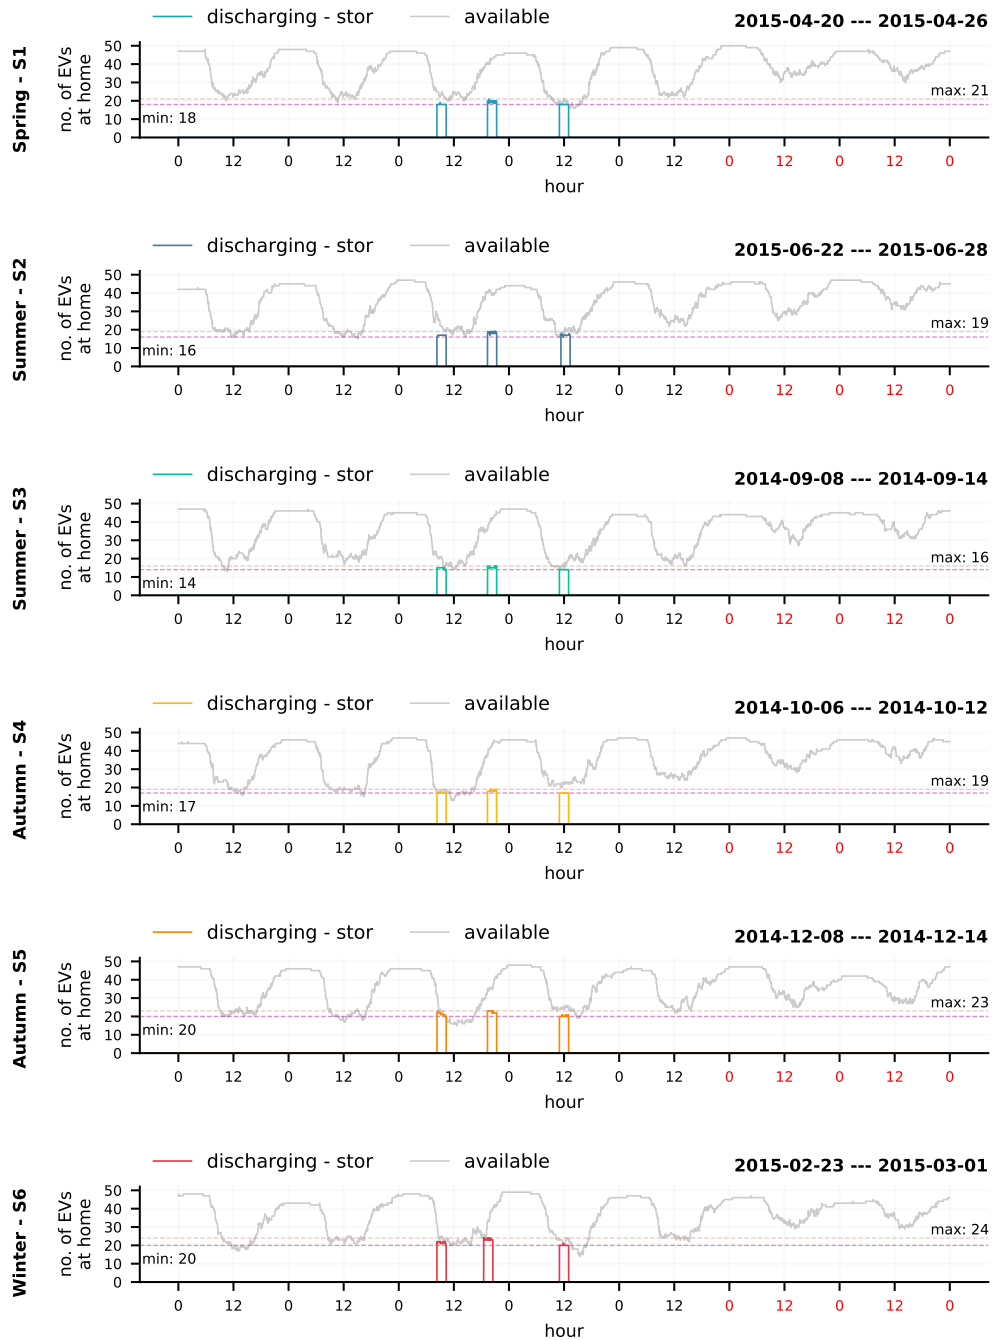 discharging - stor available 2015-04-20 --- 2015-04-26
Spring - S1
no. of EVs
at home
50
40
30
20
10
0
max: 21
min: 18
0 12 0 12 0 12 0 12 0 12 0 12 0 12 0
hour
discharging - stor available 2015-06-22 --- 2015-06-28
Summer - S2
no. of EVs
at home
50
40
30
20
10
0
max: 19
min: 16
0 12 0 12 0 12 0 12 0 12 0 12 0 12 0
hour
discharging - stor available 2014-09-08 --- 2014-09-14
Summer - S3
no. of EVs
at home
50
40
30
20
10
0
max: 16
min: 14
0 12 0 12 0 12 0 12 0 12 0 12 0 12 0
hour
discharging - stor available 2014-10-06 --- 2014-10-12
Autumn - S4
no. of EVs
at home
50
40
30
20
10
0
max: 19
min: 17
0 12 0 12 0 12 0 12 0 12 0 12 0 12 0
hour
discharging - stor available 2014-12-08 --- 2014-12-14
Autumn - S5
no. of EVs
at home
50
40
30
20
10
0
max: 23
min: 20
0 12 0 12 0 12 0 12 0 12 0 12 0 12 0
hour
discharging - stor available 2015-02-23 --- 2015-03-01
Winter - S6
no. of EVs
at home
50
40
30
20
10
0
max: 24
min: 20
0 12 0 12 0 12 0 12 0 12 0 12 0 12 0
hour